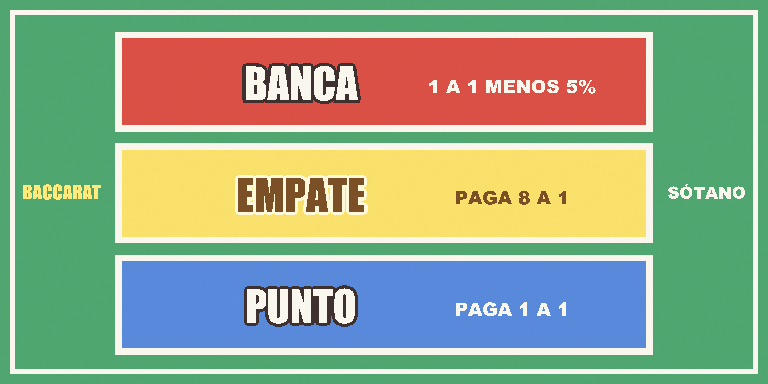 BANCA
1 A 1 MENOS 5%
BACCARAT
EMPATE
PAGA 8 A 1
SÓTANO
PUNTO
PAGA 1 A 1